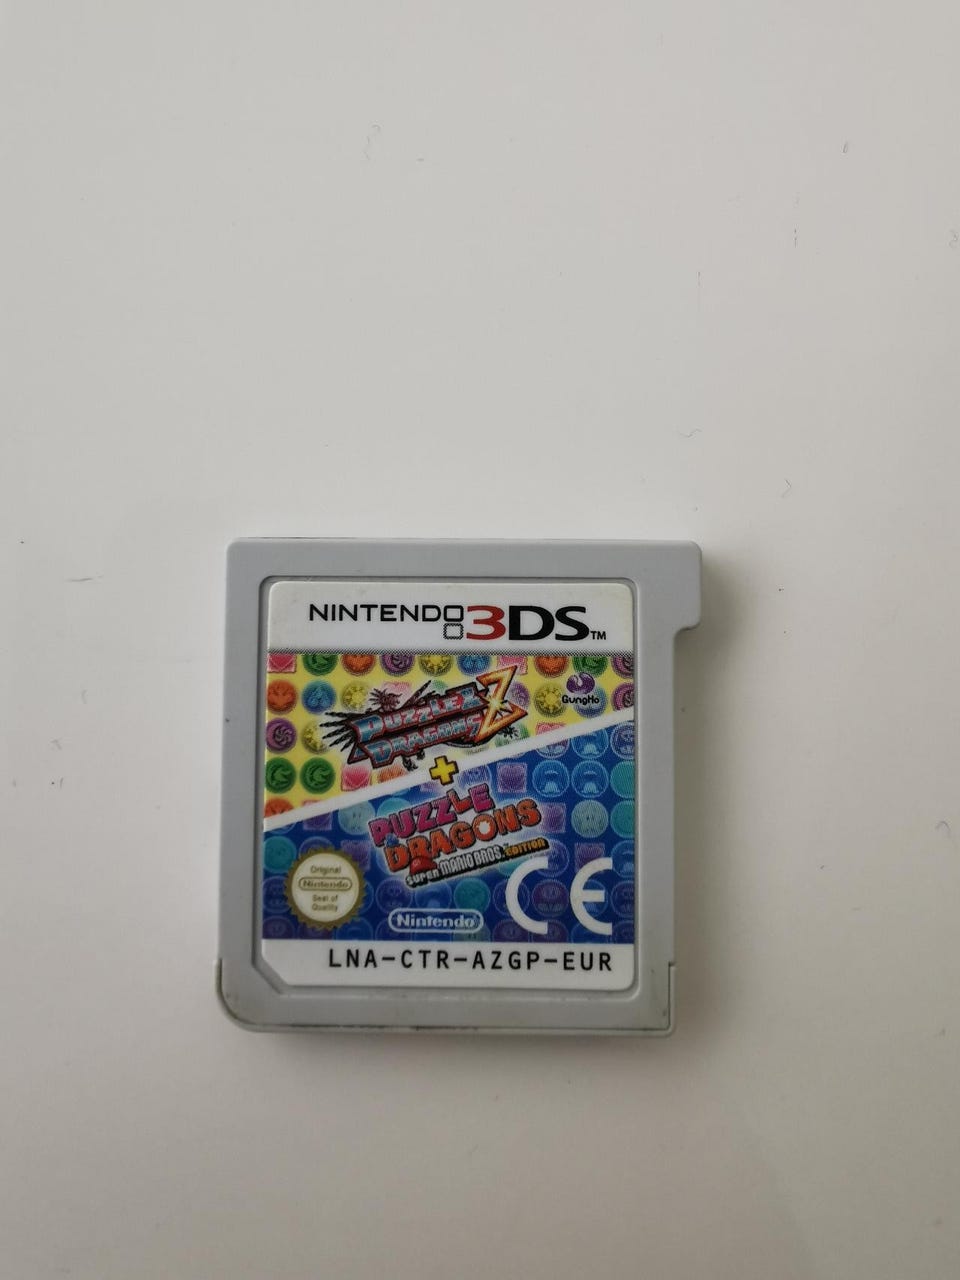 NINTENDO 3DS™
GungHo
PUZZLE & DRAGONS Z
+
PUZZLE & DRAGONS
SUPER MARIO BROS. EDITION
Original
Nintendo
Seal of
Quality
Nintendo
CE
LNA-CTR-AZGP-EUR